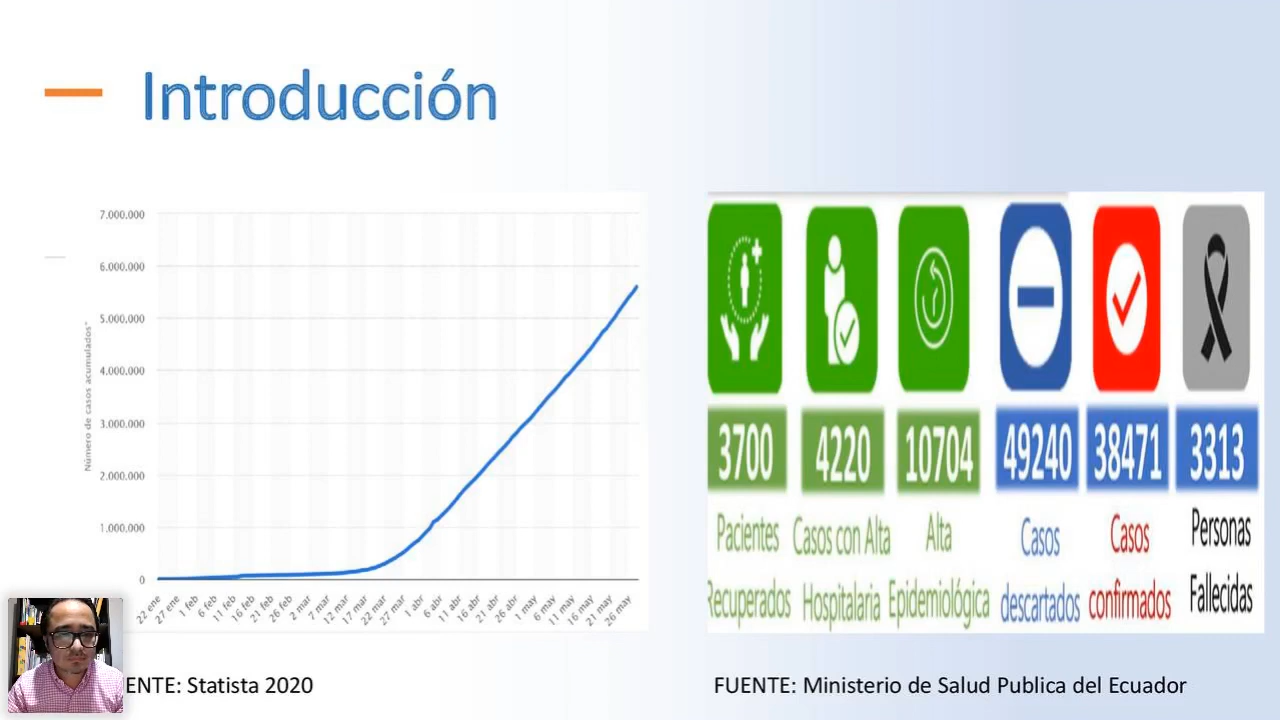 Introducción
7.000.000
6.000.000
5.000.000
4.000.000
3.000.000
2.000.000
1.000.000
0
Número de casos acumulados*
22 ene
27 ene
1 feb
6 feb
11 feb
16 feb
21 feb
26 feb
2 mar
7 mar
12 mar
17 mar
22 mar
27 mar
1 abr
6 abr
11 abr
16 abr
21 abr
26 abr
1 may
6 may
11 may
16 may
21 may
26 may
ENTE: Statista 2020
3700 4220 10704 49240 38471 3313
Pacientes Casos con Alta Alta Casos Casos Personas
Recuperados Hospitalaria Epidemiológica descartados confirmados Fallecidas
FUENTE: Ministerio de Salud Publica del Ecuador